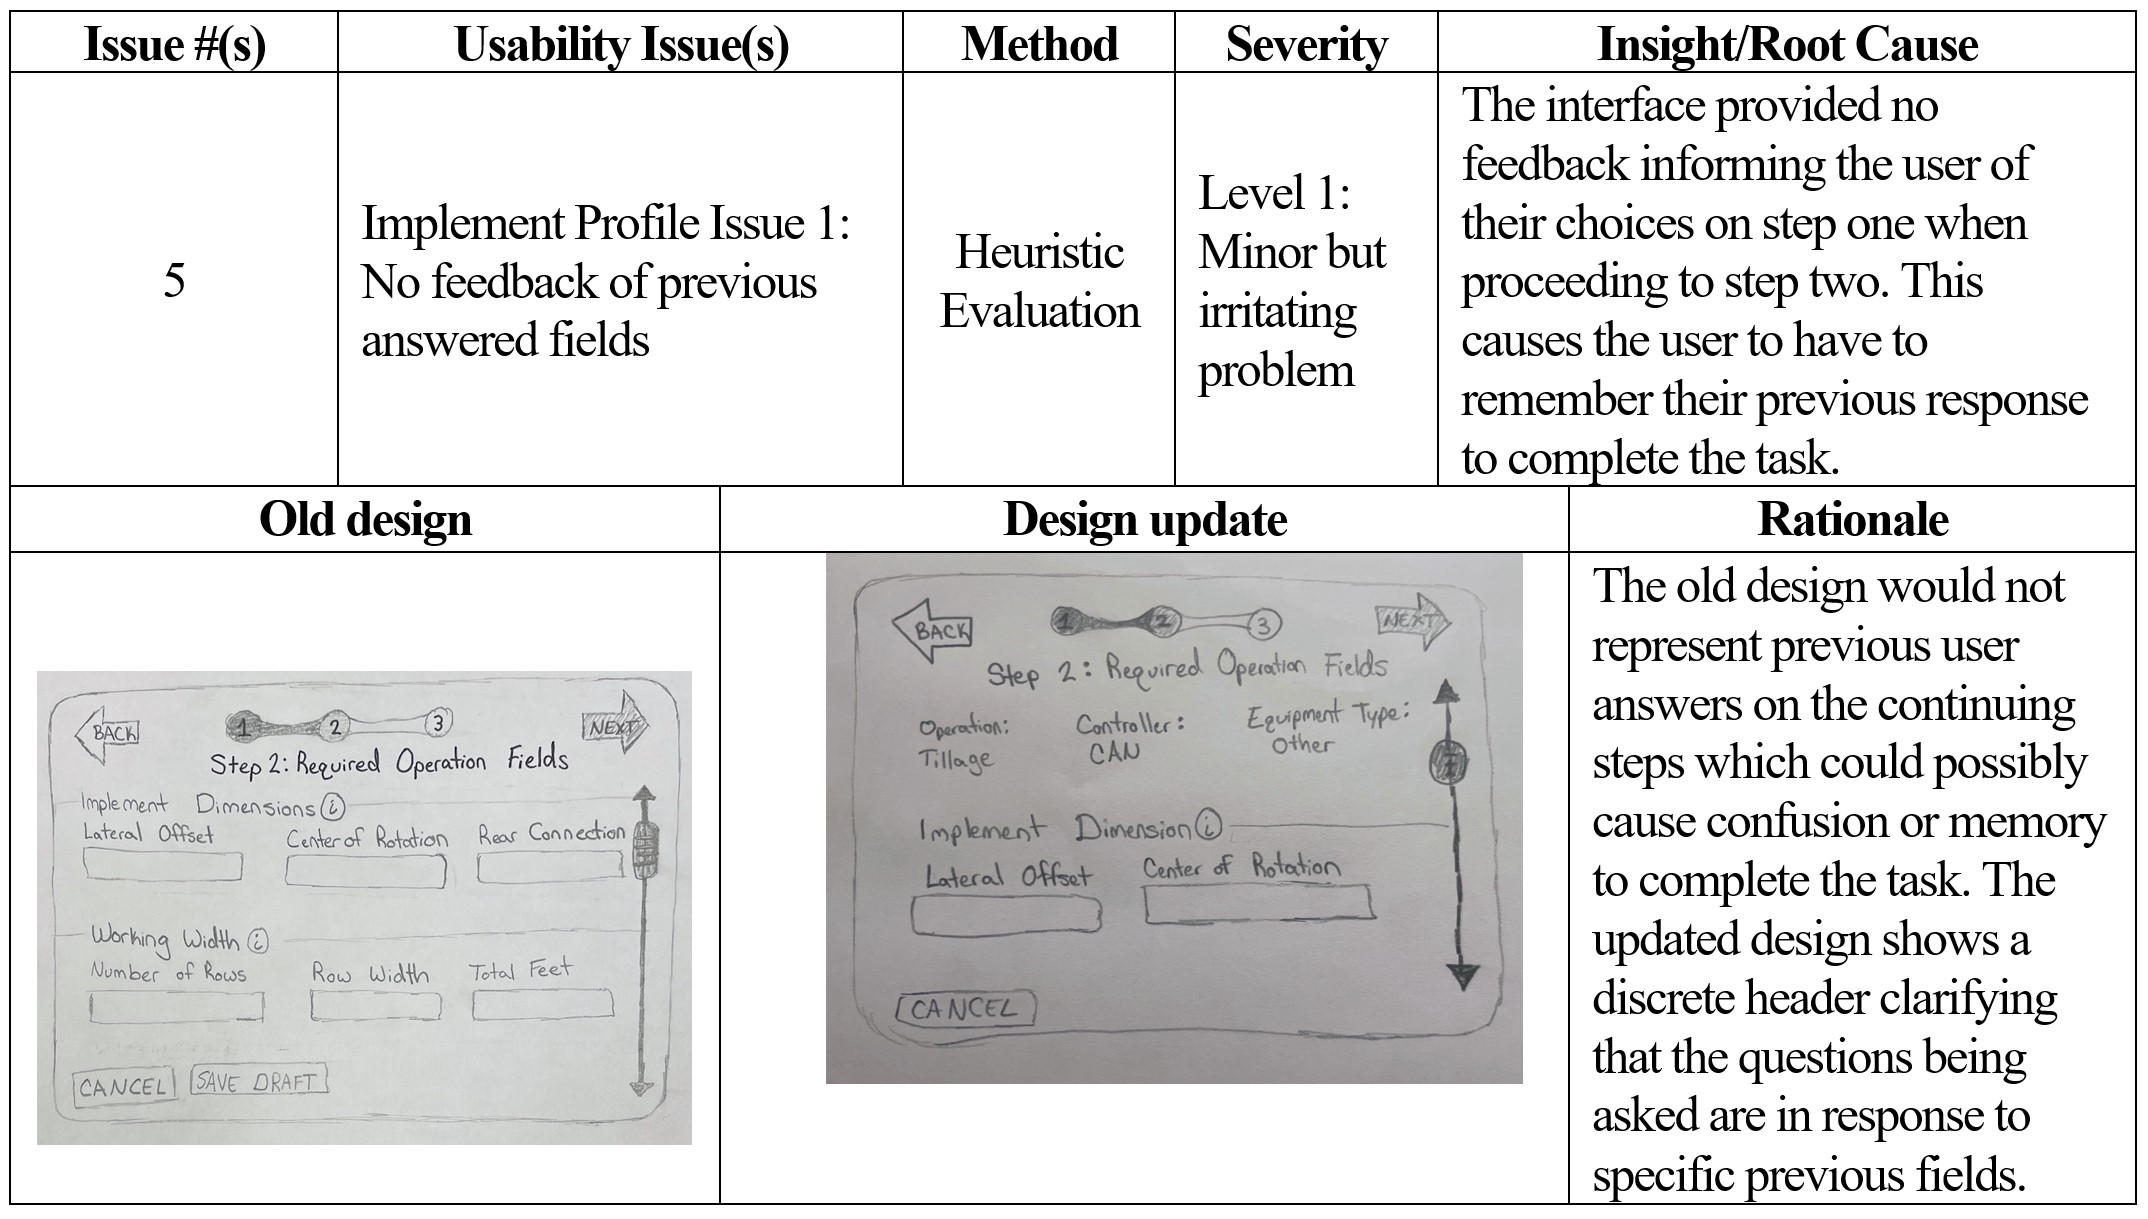 Issue #(s) Usability Issue(s) Method Severity Insight/Root Cause
5
Implement Profile Issue 1:
No feedback of previous
answered fields
Heuristic
Evaluation
Level 1:
Minor but
irritating
problem
The interface provided no
feedback informing the user of
their choices on step one when
proceeding to step two. This
causes the user to have to
remember their previous response
to complete the task.
Old design Design update Rationale
BACK 1 2 3 NEXT
Step 2: Required Operation Fields
Implement Dimensions i
Lateral Offset Center of Rotation Rear Connection
Working Width i
Number of Rows Row Width Total Feet
CANCEL SAVE DRAFT
BACK 1 2 3 NEXT
Step 2: Required Operation Fields
Operation: Controller: Equipment Type:
Tillage CAN Other
Implement Dimension i
Lateral Offset Center of Rotation
CANCEL
The old design would not
represent previous user
answers on the continuing
steps which could possibly
cause confusion or memory
to complete the task. The
updated design shows a
discrete header clarifying
that the questions being
asked are in response to
specific previous fields.